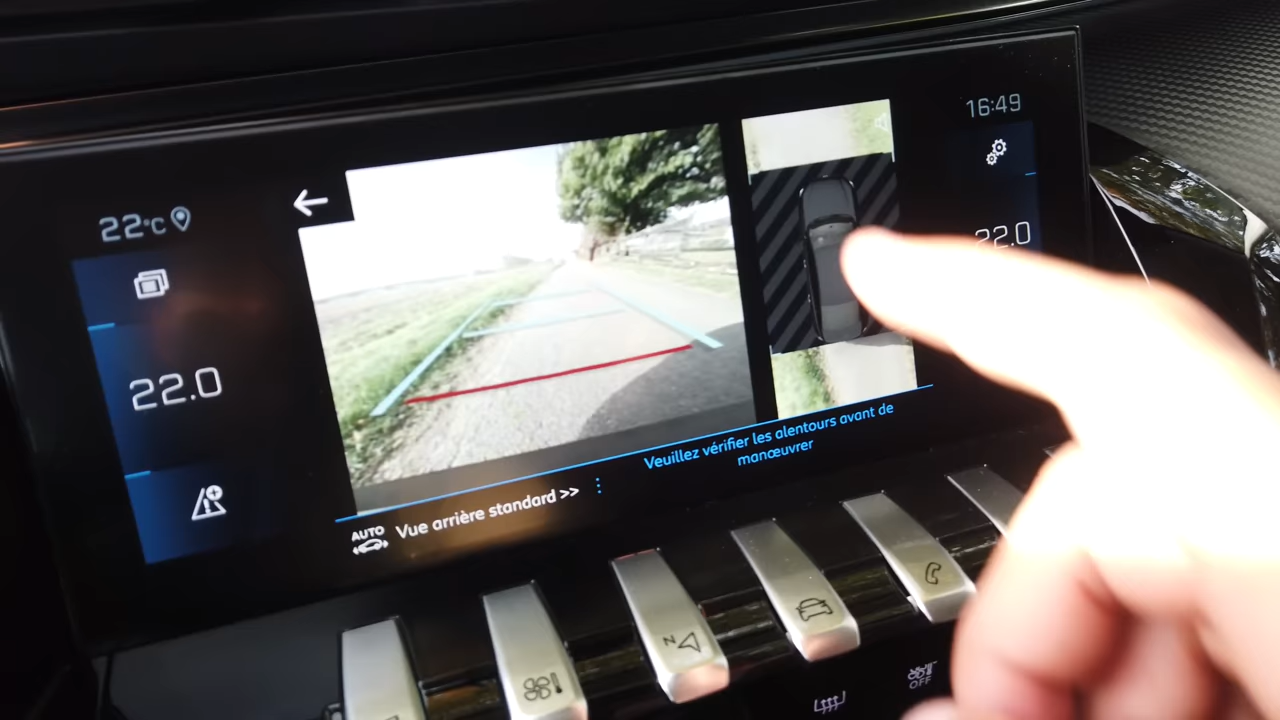 16:49
22°C
22.0
22.0
Veuillez vérifier les alentours avant de
manœuvrer
AUTO
Vue arrière standard >>
N
OFF